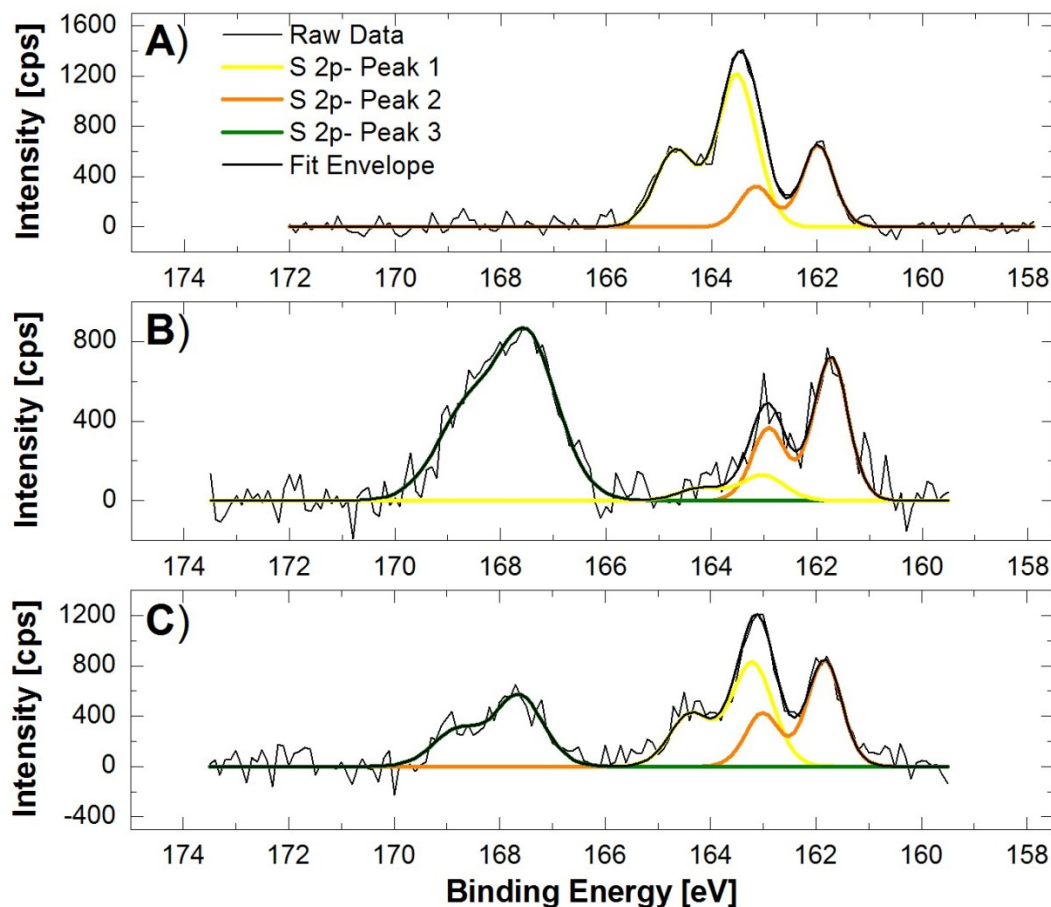 A)
Raw Data
S 2p- Peak 1
S 2p- Peak 2
S 2p- Peak 3
Fit Envelope
Intensity [cps]
1600
1200
800
400
0
174 172 170 168 166 164 162 160 158
B)
Intensity [cps]
800
400
0
174 172 170 168 166 164 162 160 158
C)
Intensity [cps]
1200
800
400
0
-400
174 172 170 168 166 164 162 160 158
Binding Energy [eV]